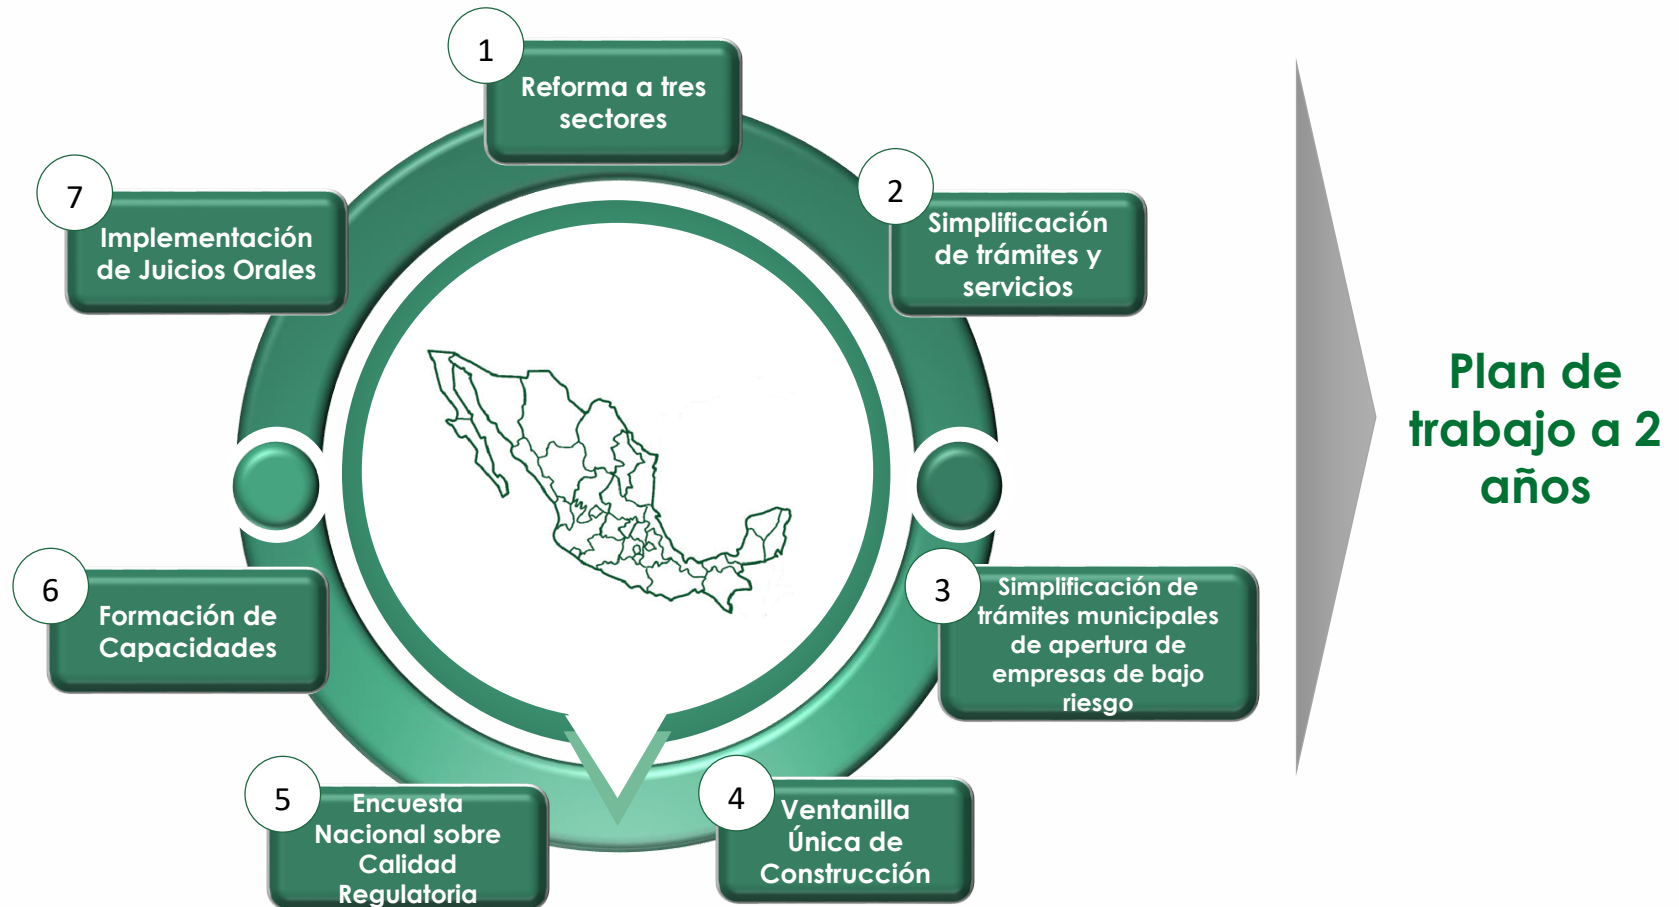 1
Reforma a tres
sectores
2
Simplificación
de trámites y
servicios
3
Simplificación de
trámites municipales
de apertura de
empresas de bajo
riesgo
4
Ventanilla
Única de
Construcción
5
Encuesta
Nacional sobre
Calidad
Regulatoria
6
Formación de
Capacidades
7
Implementación
de Juicios Orales
Plan de
trabajo a 2
años